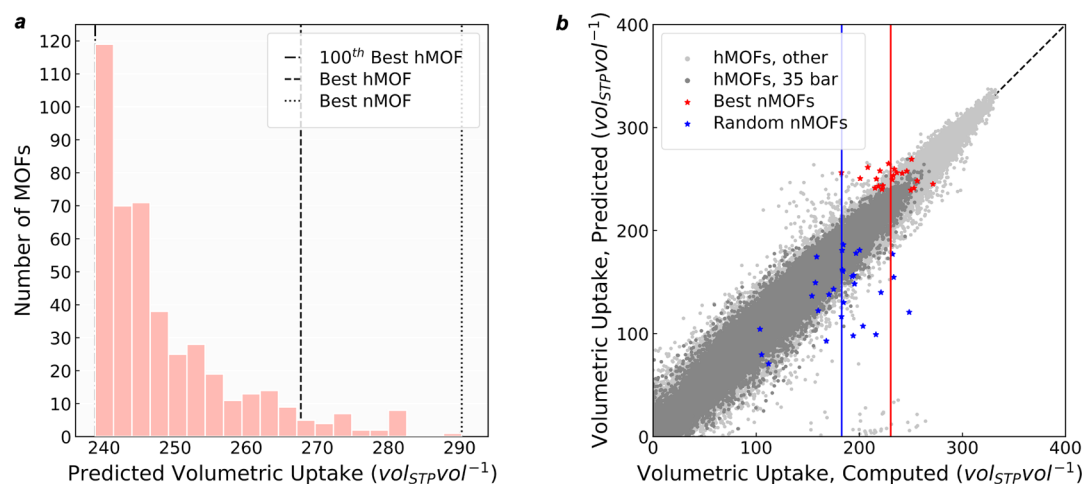 a
120
110
100
90
80
70
60
50
40
30
20
10
0
Number of MOFs
100th Best hMOF
Best hMOF
Best nMOF
240 250 260 270 280 290
Predicted Volumetric Uptake (vol_STP vol⁻¹)
b
400
300
200
100
0
Volumetric Uptake, Predicted (vol_STP vol⁻¹)
hMOFs, other
hMOFs, 35 bar
Best nMOFs
Random nMOFs
0 100 200 300 400
Volumetric Uptake, Computed (vol_STP vol⁻¹)